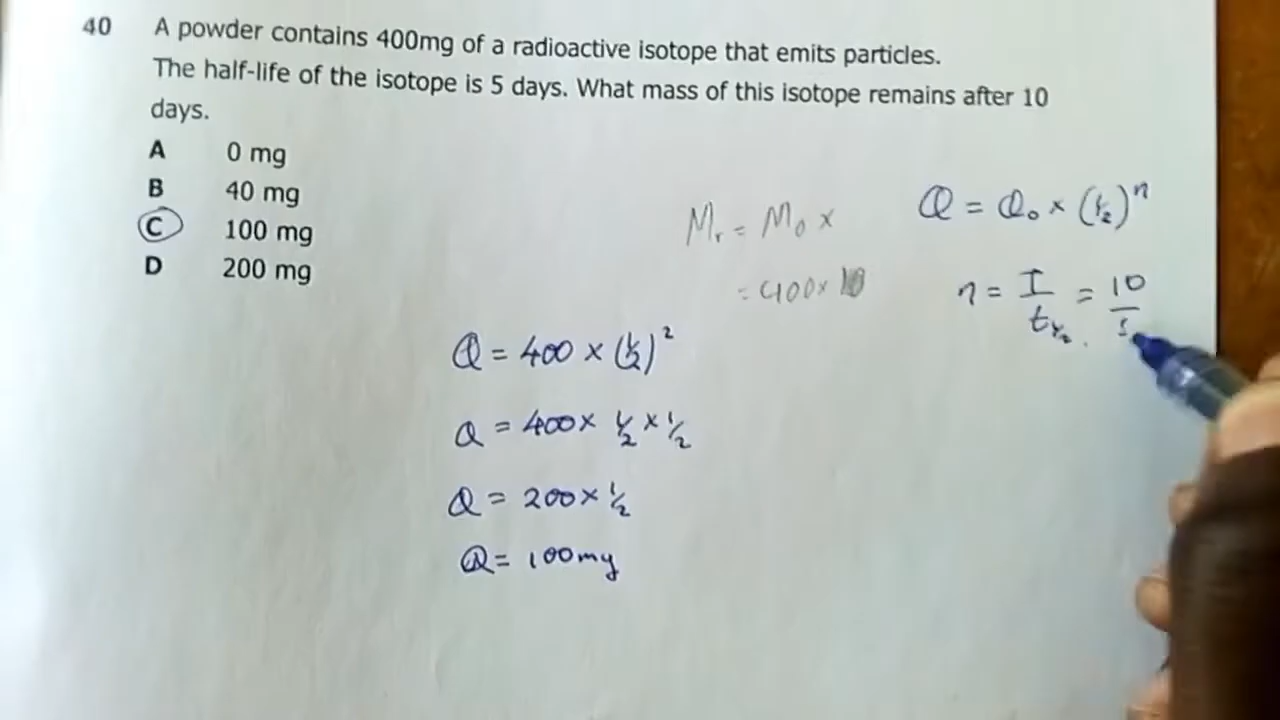 40 A powder contains 400mg of a radioactive isotope that emits particles.
The half-life of the isotope is 5 days. What mass of this isotope remains after 10
days.
A 0 mg
B 40 mg
C 100 mg
D 200 mg
Mr = M0 ×
= 400×
Q = Q0 × (1/2)^n
n = T/t1/2 = 10/5
Q = 400 × (1/2)^2
Q = 400 × 1/2 × 1/2
Q = 200 × 1/2
Q = 100mg